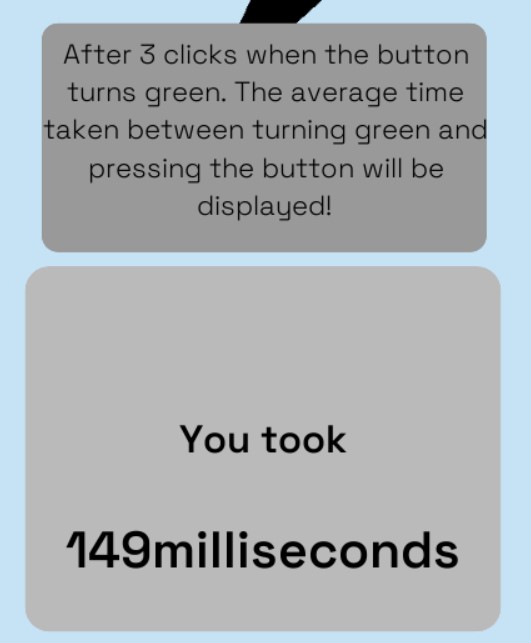 After 3 clicks when the button
turns green. The average time
taken between turning green and
pressing the button will be
displayed!
You took
149milliseconds